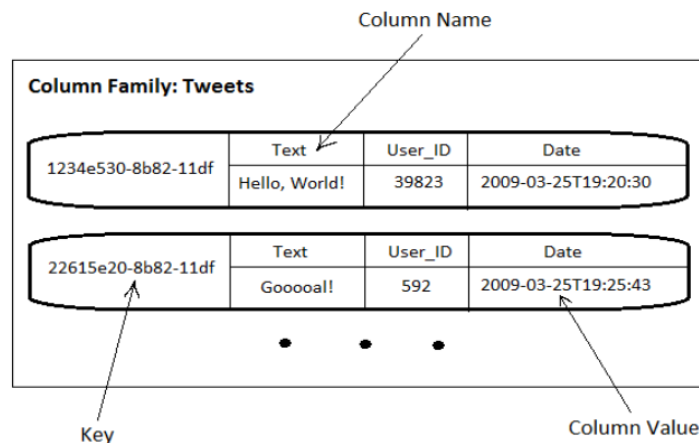 Column Name
Column Family: Tweets
1234e530-8b82-11df
Text User_ID Date
Hello, World! 39823 2009-03-25T19:20:30
22615e20-8b82-11df
Text User_ID Date
Gooooal! 592 2009-03-25T19:25:43
Key
Column Value